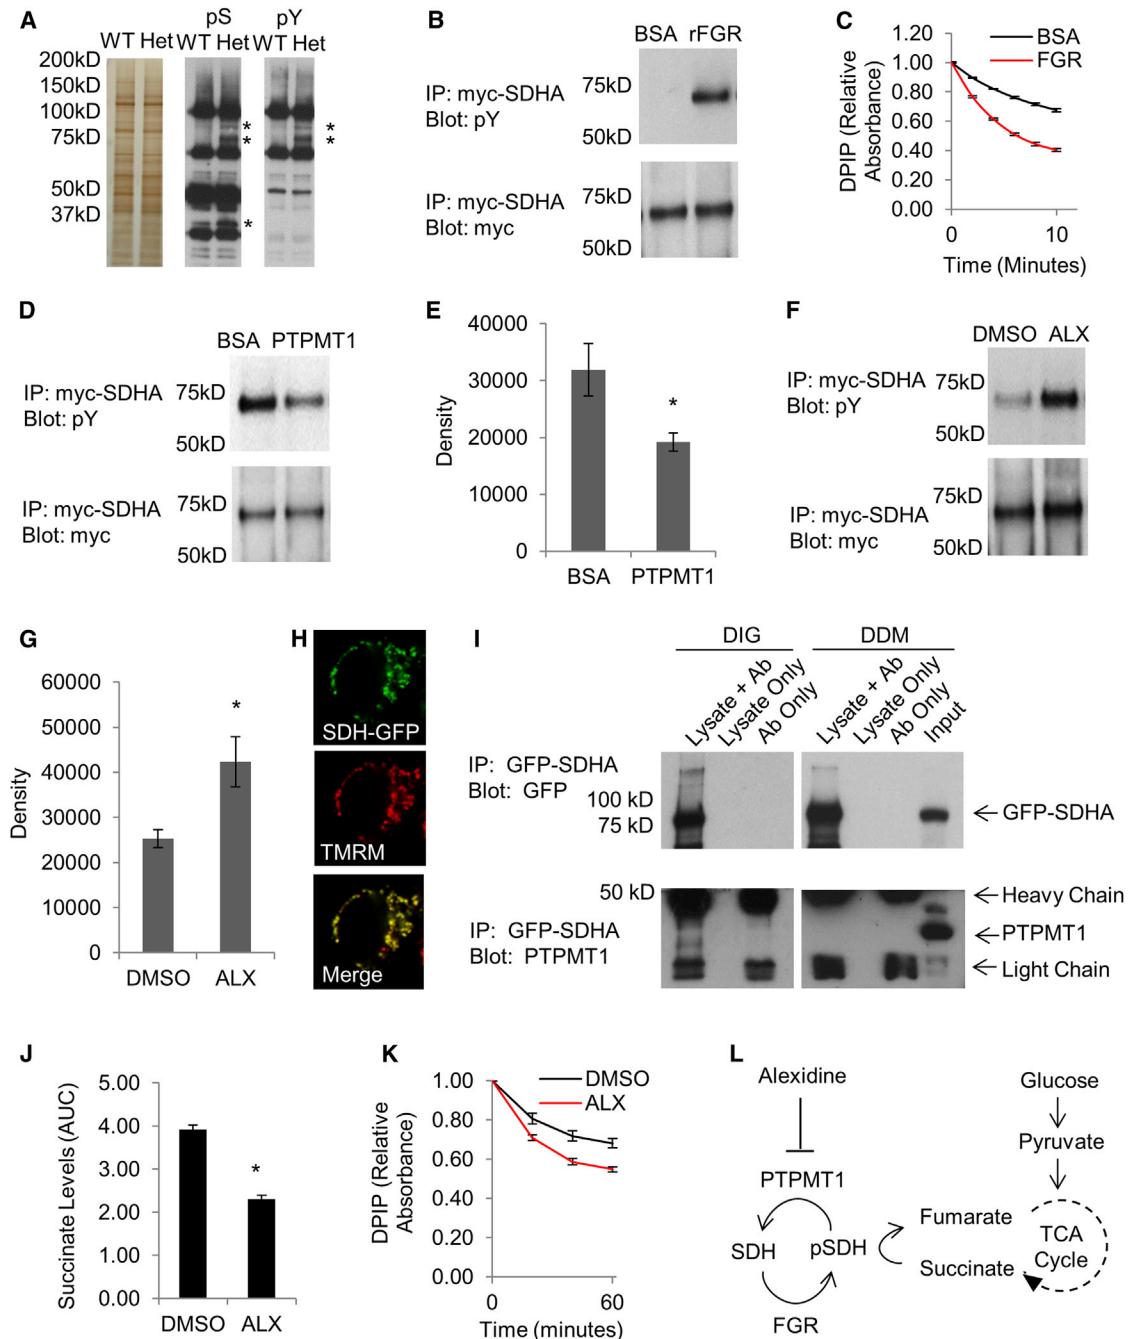 A
pS pY
WT Het WT Het WT Het
200kD
150kD
100kD
75kD
50kD
37kD
*
*
*
*
*
B
BSA rFGR
IP: myc-SDHA
Blot: pY
75kD
50kD
IP: myc-SDHA
Blot: myc
75kD
50kD
C
DPIP (Relative
Absorbance)
1.20
1.00
0.80
0.60
0.40
0.20
0.00
BSA
FGR
0 10
Time (Minutes)
D
BSA PTPMT1
IP: myc-SDHA
Blot: pY
75kD
50kD
IP: myc-SDHA
Blot: myc
75kD
50kD
E
Density
40000
30000
20000
10000
0
*
BSA PTPMT1
F
DMSO ALX
IP: myc-SDHA
Blot: pY
75kD
50kD
IP: myc-SDHA
Blot: myc
75kD
50kD
G
Density
60000
50000
40000
30000
20000
10000
0
*
DMSO ALX
H
SDH-GFP
TMRM
Merge
I
DIG DDM
Lysate + Ab
Lysate Only
Ab Only
Lysate + Ab
Lysate Only
Ab Only
Input
IP: GFP-SDHA
Blot: GFP
100 kD
75 kD
GFP-SDHA
50 kD
IP: GFP-SDHA
Blot: PTPMT1
Heavy Chain
PTPMT1
Light Chain
J
Succinate Levels (AUC)
5.00
4.00
3.00
2.00
1.00
0.00
*
DMSO ALX
K
DPIP (Relative
Absorbance)
1.00
0.80
0.60
0.40
0.20
0.00
DMSO
ALX
0 60
Time (minutes)
L
Alexidine
PTPMT1
SDH pSDH
FGR
Glucose
Pyruvate
Fumarate
Succinate
TCA
Cycle